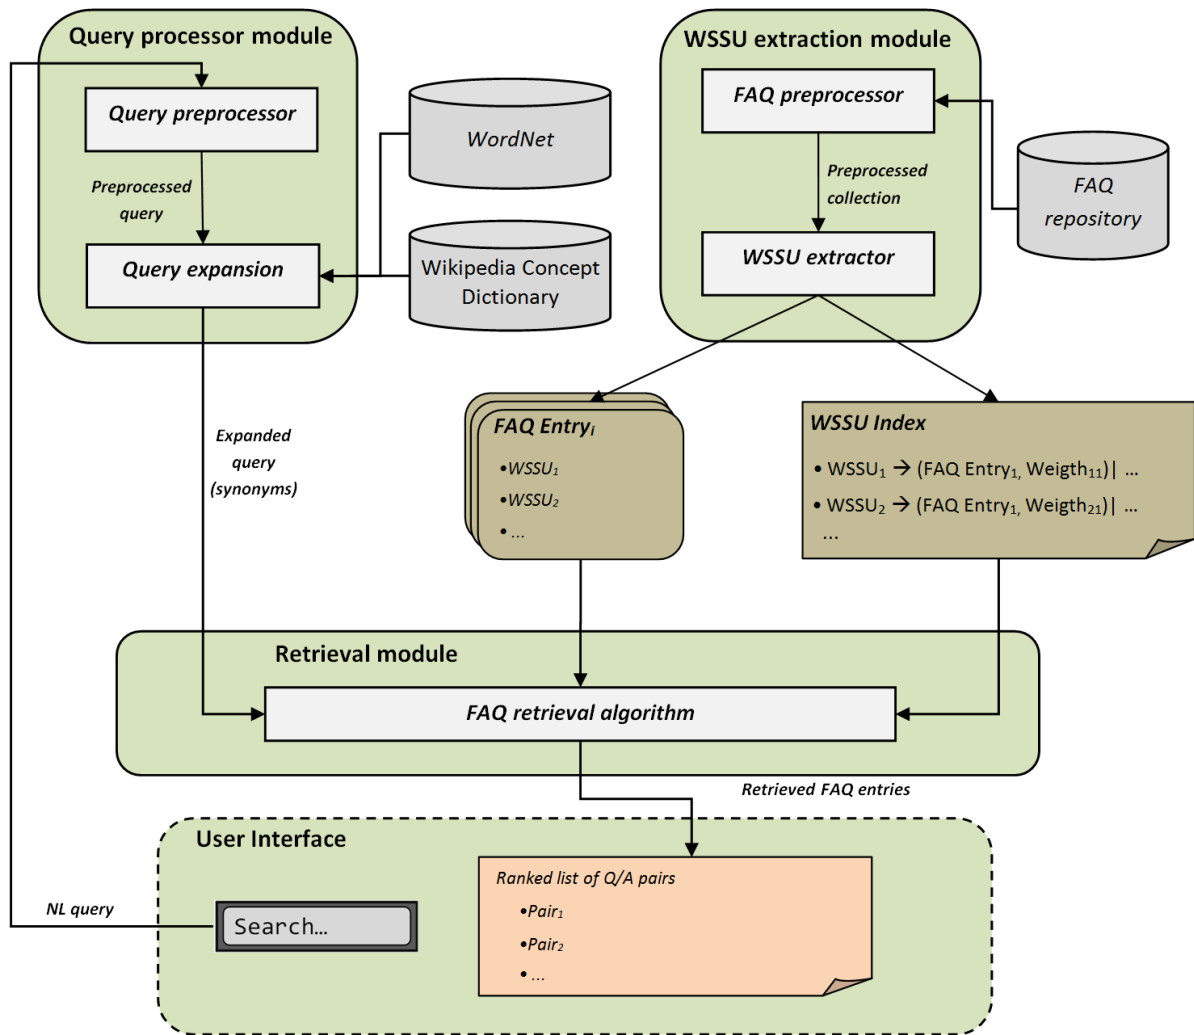 Query processor module
Query preprocessor
Preprocessed
query
Query expansion
WordNet
Wikipedia Concept
Dictionary
WSSU extraction module
FAQ preprocessor
Preprocessed
collection
WSSU extractor
FAQ
repository
Expanded
query
(synonyms)
FAQ Entryᵢ
•WSSU₁
•WSSU₂
•...
WSSU Index
• WSSU₁ → (FAQ Entry₁, Weigth₁₁)| ...
• WSSU₂ → (FAQ Entry₁, Weigth₂₁)| ...
...
Retrieval module
FAQ retrieval algorithm
Retrieved FAQ entries
User Interface
NL query
Search...
Ranked list of Q/A pairs
•Pair₁
•Pair₂
• ...